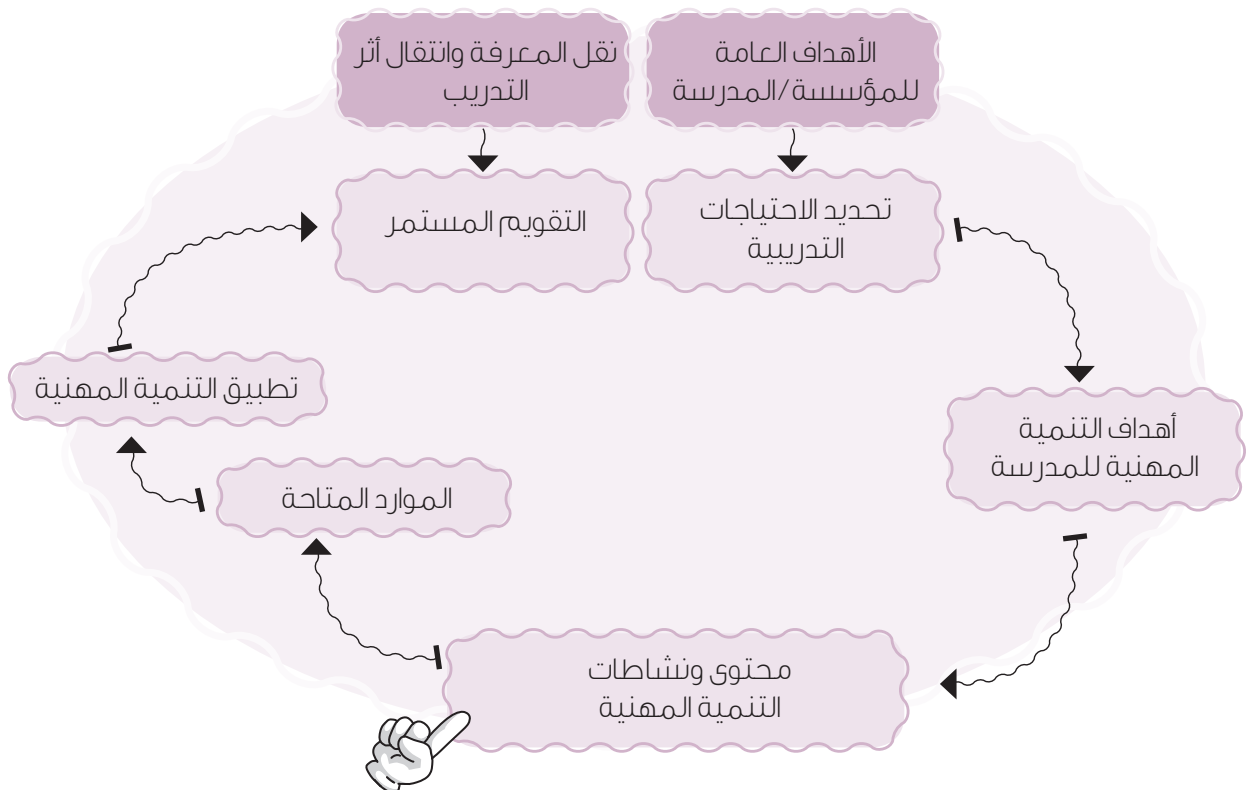 الأهداف العامة
للمؤسسة/المدرسة
نقل المعرفة وانتقال أثر
التدريب
تحديد الاحتياجات
التدريبية
التقويم المستمر
أهداف التنمية
المهنية للمدرسة
تطبيق التنمية المهنية
الموارد المتاحة
محتوى ونشاطات
التنمية المهنية